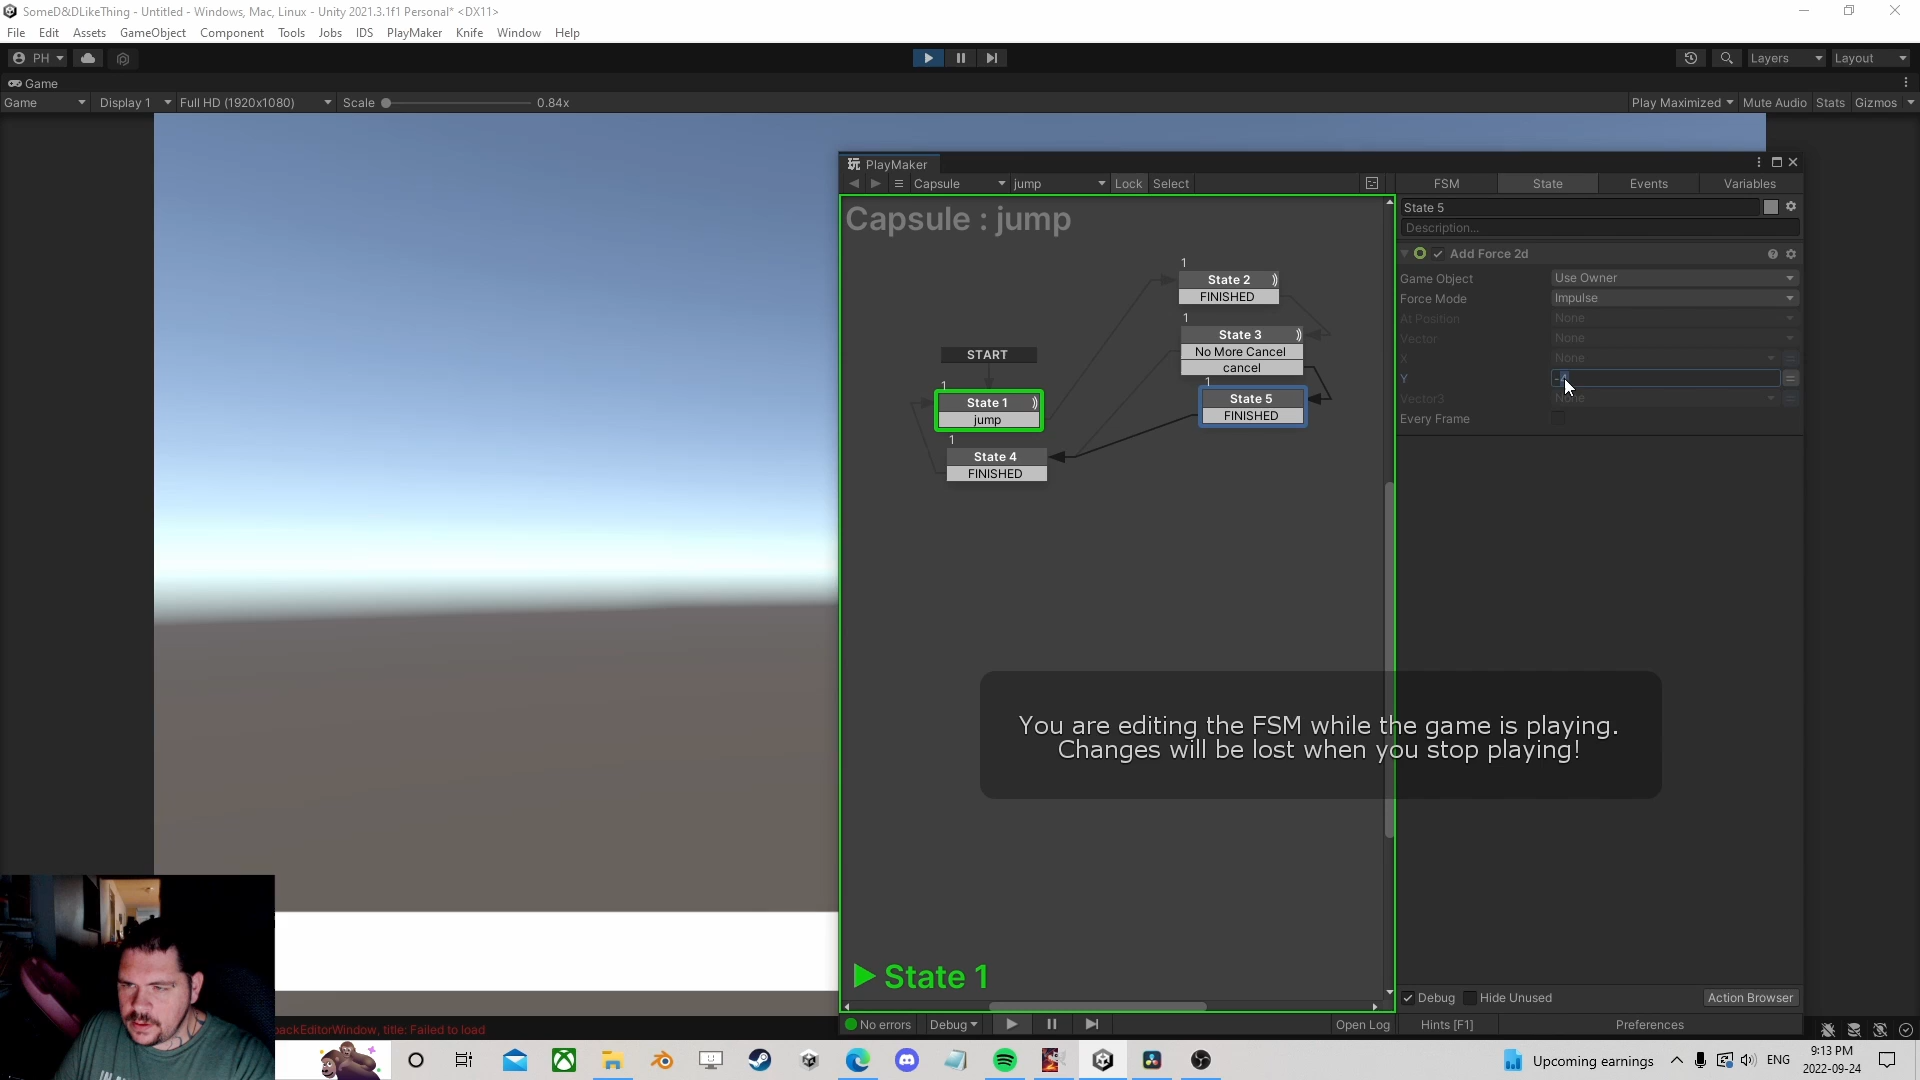 SomeD&DLikeThing - Untitled - Windows, Mac, Linux - Unity 2021.3.1f1 Personal* <DX11>
File Edit Assets GameObject Component Tools Jobs IDS PlayMaker Knife Window Help
PH Layers Layout
Game
Game Display 1 Full HD (1920x1080) Scale 0.84x Play Maximized Mute Audio Stats Gizmos
PlayMaker
Capsule jump Lock Select FSM State Events Variables
Capsule : jump
State 5
Description...
Add Force 2d
Game Object Use Owner
Force Mode Impulse
At Position None
Vector None
X None
Y
Vector3 None
Every Frame
1
State 2
FINISHED
1
State 3
No More Cancel
cancel
START
1
State 1
jump
1
State 5
FINISHED
1
State 4
FINISHED
You are editing the FSM while the game is playing.
Changes will be lost when you stop playing!
State 1
Debug Hide Unused Action Browser
No errors Debug Open Log Hints [F1] Preferences
ackEditorWindow, title: Failed to load
Upcoming earnings ENG 9:13 PM
2022-09-24